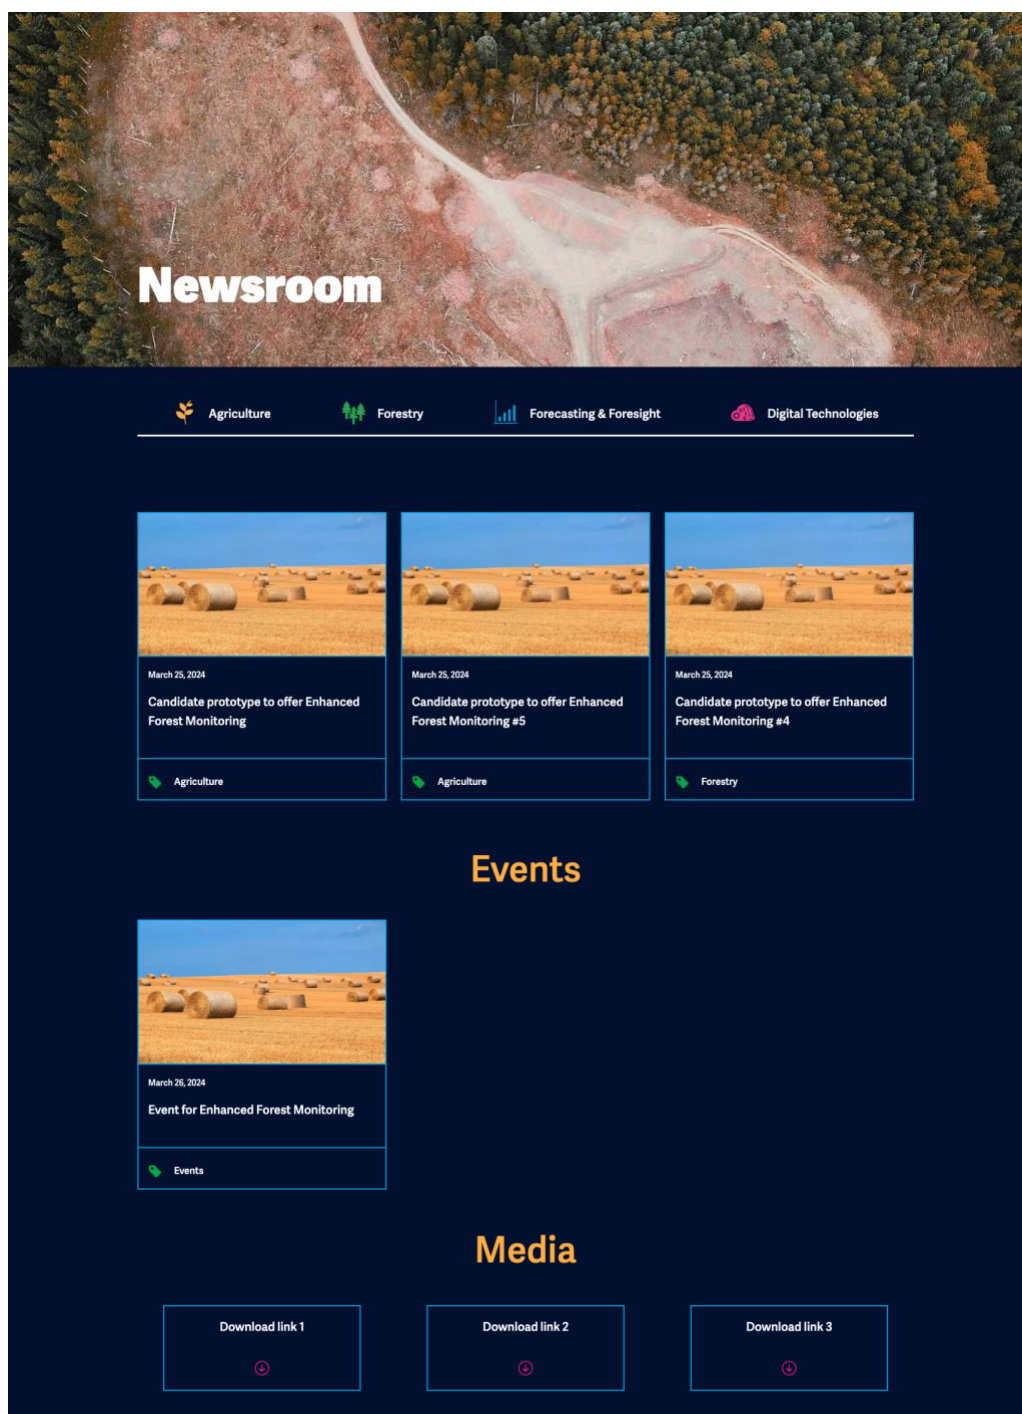 Newsroom
Agriculture
Forestry
Forecasting & Foresight
Digital Technologies
March 25, 2024
Candidate prototype to offer Enhanced
Forest Monitoring
Agriculture
March 25, 2024
Candidate prototype to offer Enhanced
Forest Monitoring #5
Agriculture
March 25, 2024
Candidate prototype to offer Enhanced
Forest Monitoring #4
Forestry
Events
March 26, 2024
Event for Enhanced Forest Monitoring
Events
Media
Download link 1
Download link 2
Download link 3